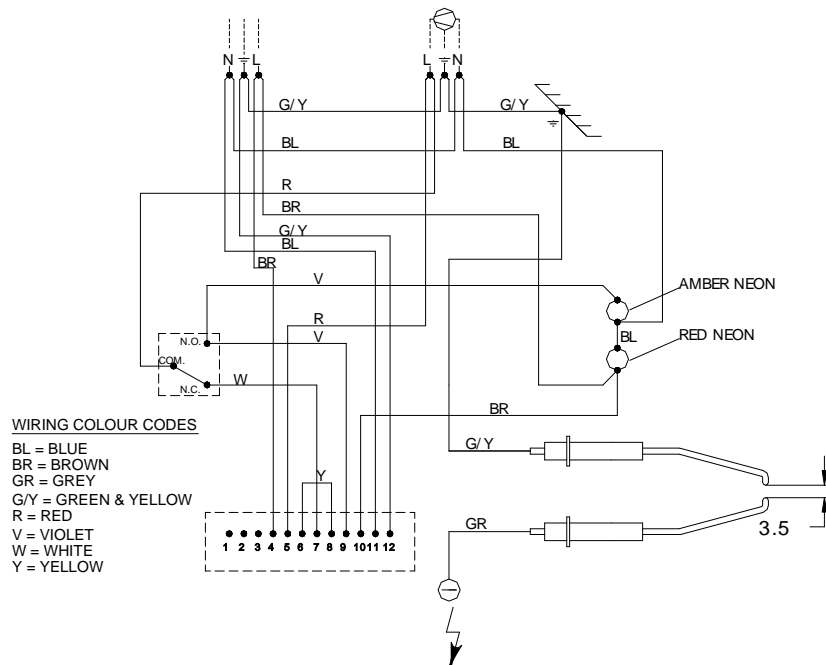 N L L N
G/Y G/Y
BL BL
R
BR
G/Y
BL
BR
V AMBER NEON
R
V RED NEON
N.O.
BL
COM.
N.C. W
BR
WIRING COLOUR CODES
G/Y
BL = BLUE
BR = BROWN
GR = GREY
G/Y = GREEN & YELLOW
R = RED
V = VIOLET
W = WHITE
Y = YELLOW
Y
GR
3.5
1 2 3 4 5 6 7 8 9 10 11 12